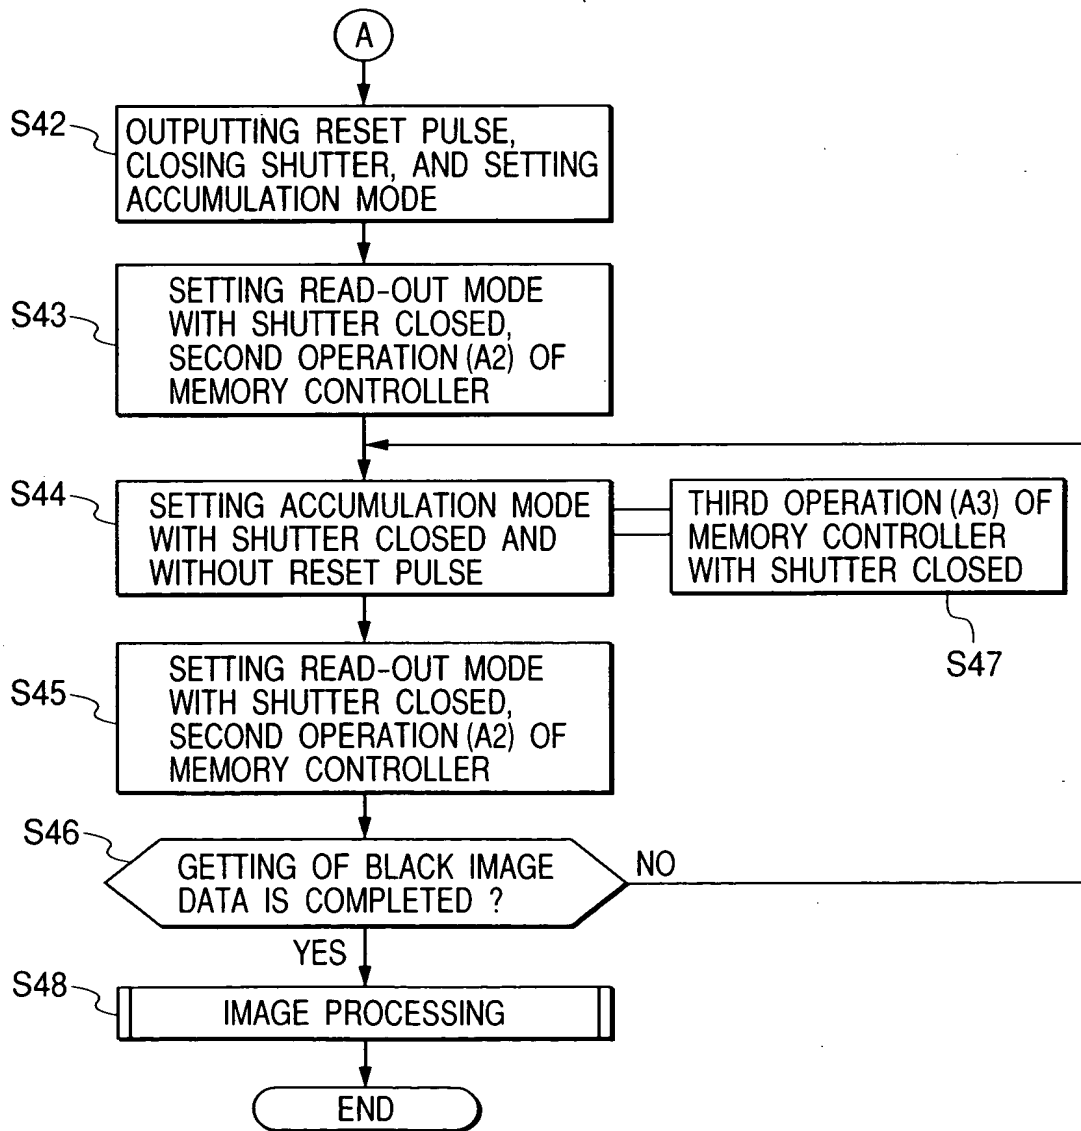 A
S42
OUTPUTTING RESET PULSE,
CLOSING SHUTTER, AND SETTING
ACCUMULATION MODE
S43
SETTING READ-OUT MODE
WITH SHUTTER CLOSED,
SECOND OPERATION (A2) OF
MEMORY CONTROLLER
S44
SETTING ACCUMULATION MODE
WITH SHUTTER CLOSED AND
WITHOUT RESET PULSE
THIRD OPERATION (A3) OF
MEMORY CONTROLLER
WITH SHUTTER CLOSED
S47
S45
SETTING READ-OUT MODE
WITH SHUTTER CLOSED,
SECOND OPERATION (A2) OF
MEMORY CONTROLLER
S46
GETTING OF BLACK IMAGE
DATA IS COMPLETED ?
NO
YES
S48
IMAGE PROCESSING
END